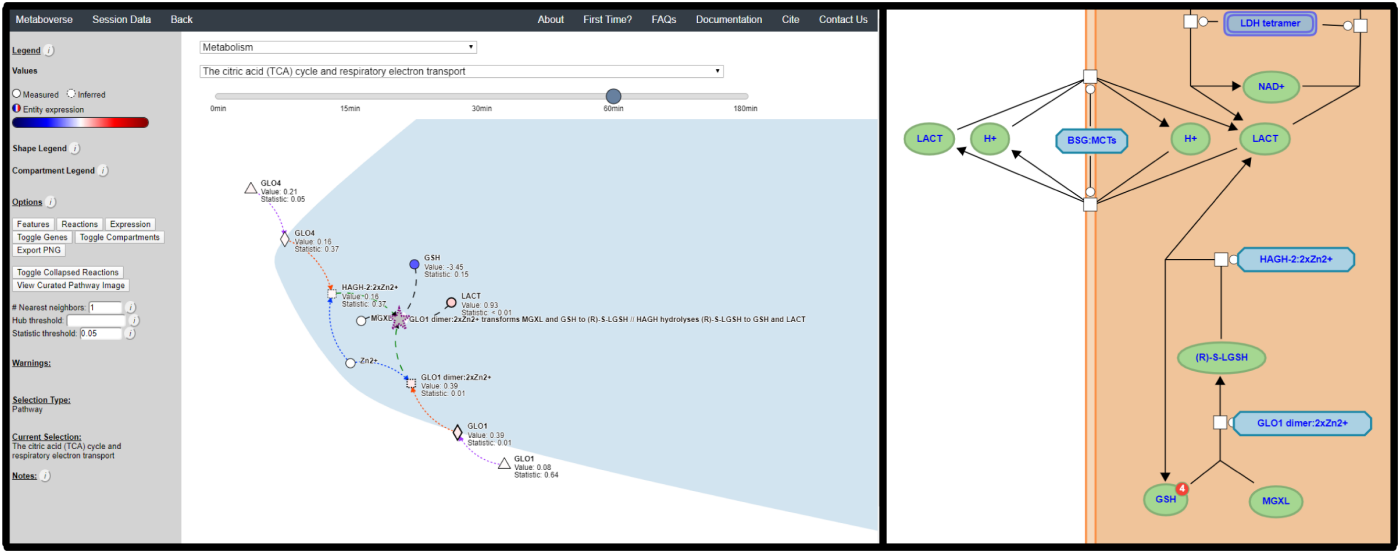 Metaboverse Session Data Back About First Time? FAQs Documentation Cite Contact Us
Legend i
Values
Measured Inferred
Entity expression
Shape Legend i
Compartment Legend i
Options i
Features Reactions Expression
Toggle Genes Toggle Compartments
Export PNG
Toggle Collapsed Reactions
View Curated Pathway Image
# Nearest neighbors: 1 i
Hub threshold: i
Statistic threshold: 0.05 i
Warnings:
Selection Type:
Pathway
Current Selection:
The citric acid (TCA) cycle and
respiratory electron transport
Notes: i
Metabolism
The citric acid (TCA) cycle and respiratory electron transport
0min 15min 30min 60min 180min
GLO4
Value: 0.21
Statistic: 0.05
GLO4
Value: 0.16
Statistic: 0.37
GSH
Value: -3.45
Statistic: 0.15
HAGH-2:2xZn2+
Value: 0.16
Statistic: 0.37
LACT
Value: 0.93
Statistic: < 0.01
MGXL
GLO1 dimer:2xZn2+ transforms MGXL and GSH to (R)-S-LGSH // HAGH hydrolyses (R)-S-LGSH to GSH and LACT
Zn2+
GLO1 dimer:2xZn2+
Value: 0.39
Statistic: 0.01
GLO1
Value: 0.39
Statistic: 0.01
GLO1
Value: 0.08
Statistic: 0.64
LDH tetramer
NAD+
LACT H+ BSG:MCTs H+ LACT
HAGH-2:2xZn2+
(R)-S-LGSH
GLO1 dimer:2xZn2+
GSH 4 MGXL